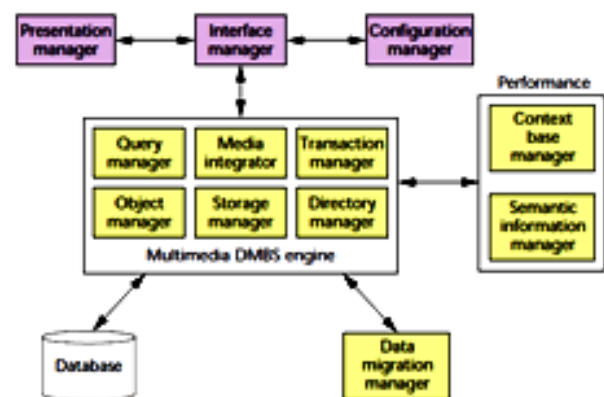 Presentation
manager
Interface
manager
Configuration
manager
Performance
Query
manager
Media
integrator
Transaction
manager
Context
base
manager
Object
manager
Storage
manager
Directory
manager
Semantic
information
manager
Multimedia DMBS engine
Database
Data
migration
manager